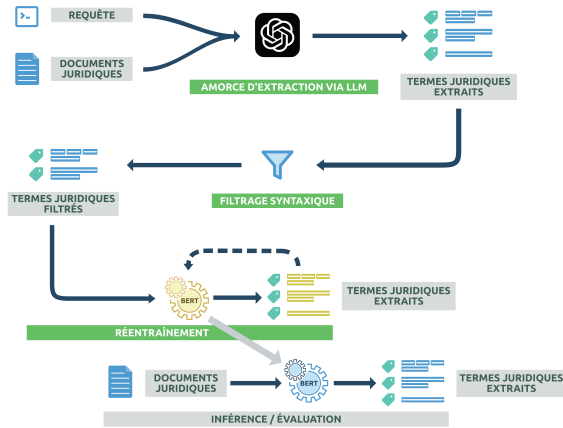 REQUÊTE
DOCUMENTS
JURIDIQUES
AMORCE D'EXTRACTION VIA LLM
TERMES JURIDIQUES
EXTRAITS
TERMES JURIDIQUES
FILTRÉS
FILTRAGE SYNTAXIQUE
BERT
TERMES JURIDIQUES
EXTRAITS
RÉENTRAÎNEMENT
DOCUMENTS
JURIDIQUES
BERT
TERMES JURIDIQUES
EXTRAITS
INFÉRENCE / ÉVALUATION